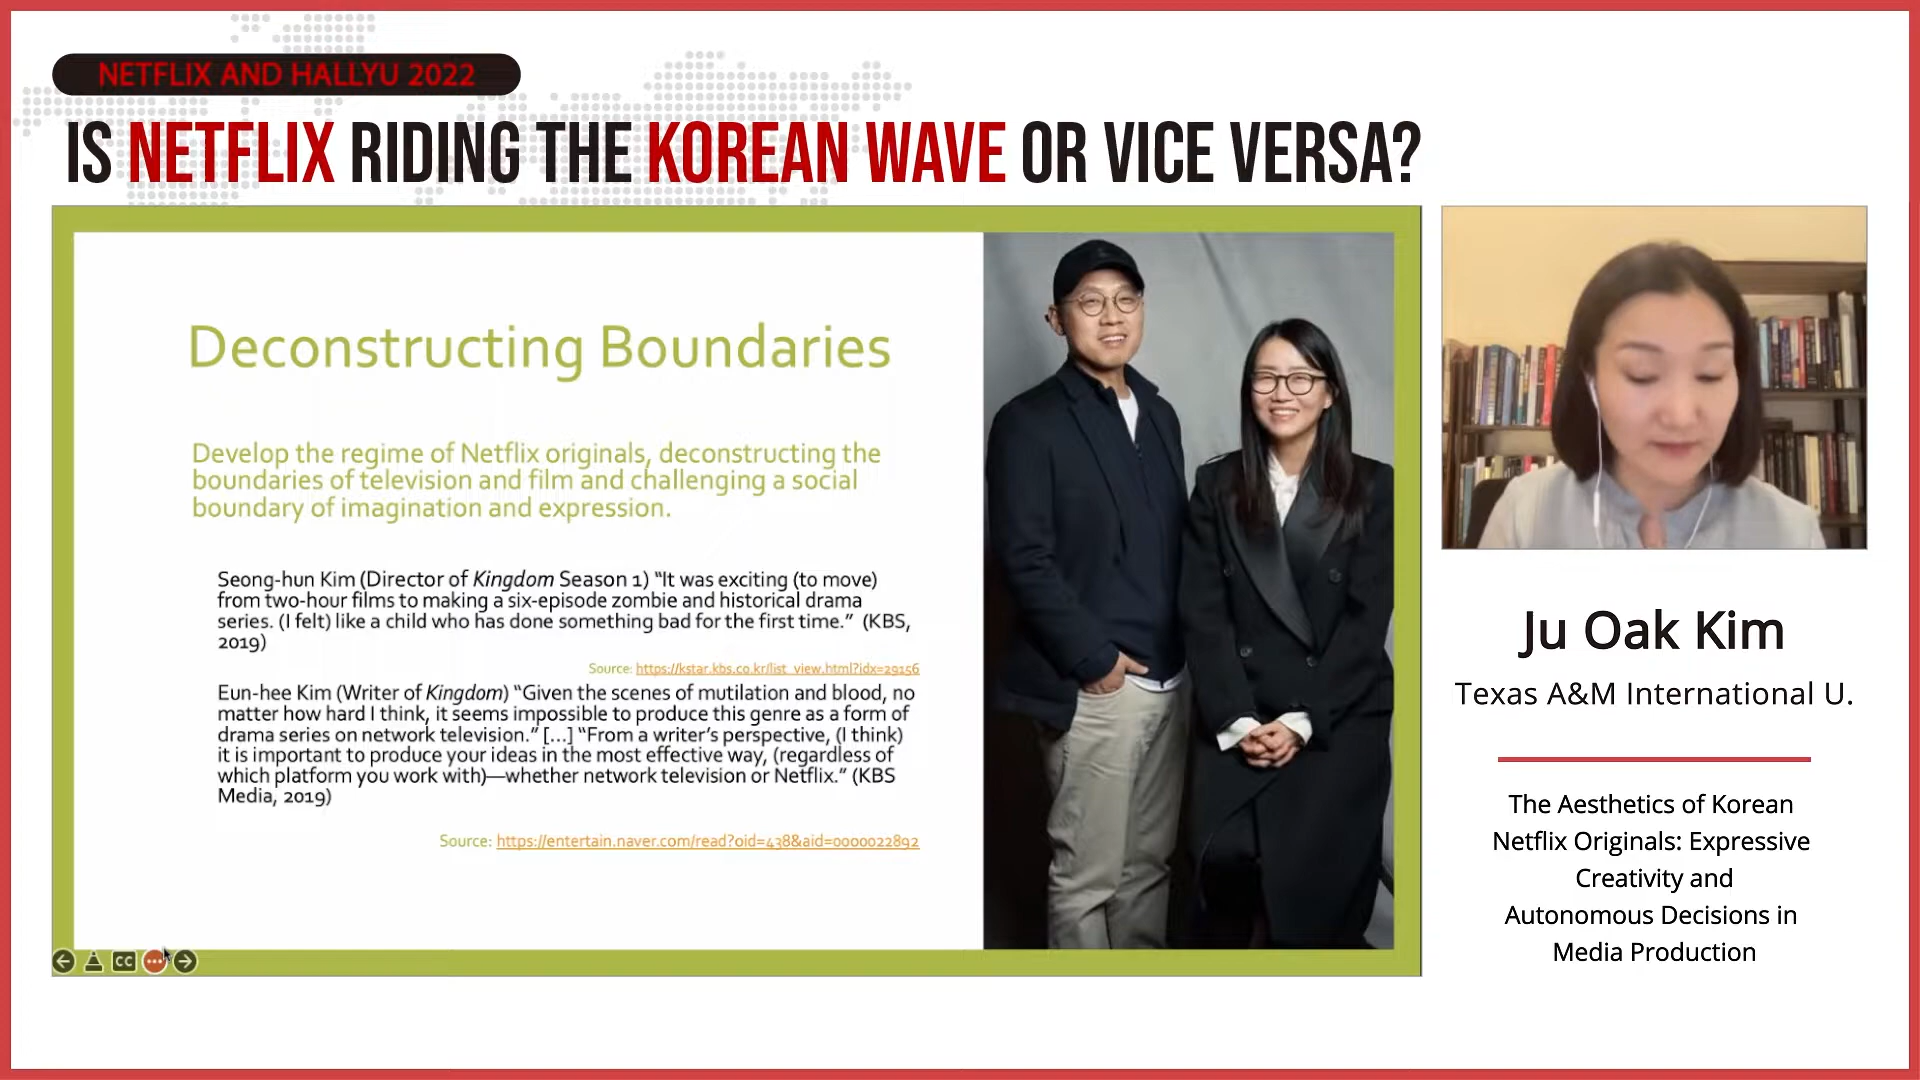 NETFLIX AND HALLYU 2022
IS NETFLIX RIDING THE KOREAN WAVE OR VICE VERSA?
Deconstructing Boundaries
Develop the regime of Netflix originals, deconstructing the
boundaries of television and film and challenging a social
boundary of imagination and expression.
Seong-hun Kim (Director of Kingdom Season 1) “It was exciting (to move)
from two-hour films to making a six-episode zombie and historical drama
series. (I felt) like a child who has done something bad for the first time.” (KBS,
2019)
Source: https://kstar.kbs.co.kr/list_view.html?idx=29156
Eun-hee Kim (Writer of Kingdom) “Given the scenes of mutilation and blood, no
matter how hard I think, it seems impossible to produce this genre as a form of
drama series on network television.” [...] “From a writer’s perspective, (I think)
it is important to produce your ideas in the most effective way, (regardless of
which platform you work with)—whether network television or Netflix.” (KBS
Media, 2019)
Source: https://entertain.naver.com/read?oid=438&aid=0000022892
CC
Ju Oak Kim
Texas A&M International U.
The Aesthetics of Korean
Netflix Originals: Expressive
Creativity and
Autonomous Decisions in
Media Production